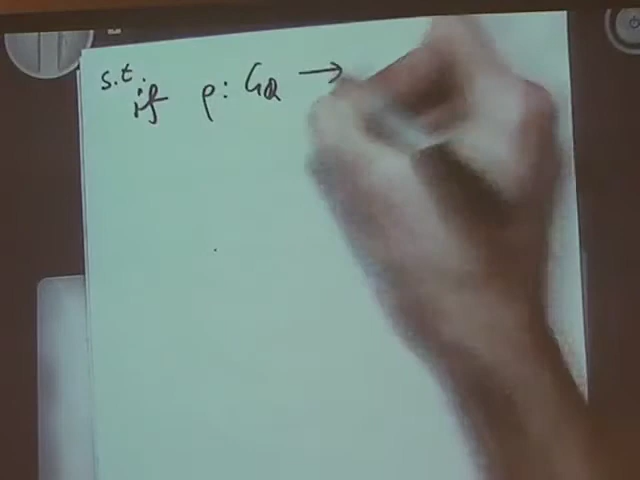 s.t.
if ρ: G_Q →